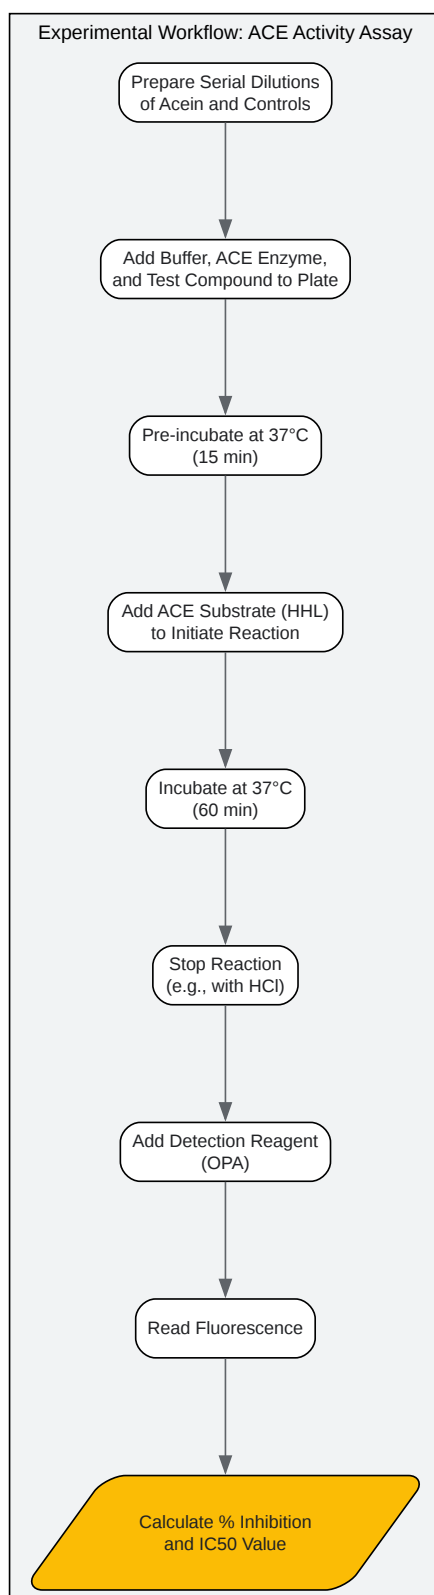 Experimental Workflow: ACE Activity Assay
Prepare Serial Dilutions
of Acein and Controls
Add Buffer, ACE Enzyme,
and Test Compound to Plate
Pre-incubate at 37°C
(15 min)
Add ACE Substrate (HHL)
to Initiate Reaction
Incubate at 37°C
(60 min)
Stop Reaction
(e.g., with HCl)
Add Detection Reagent
(OPA)
Read Fluorescence
Calculate % Inhibition
and IC50 Value